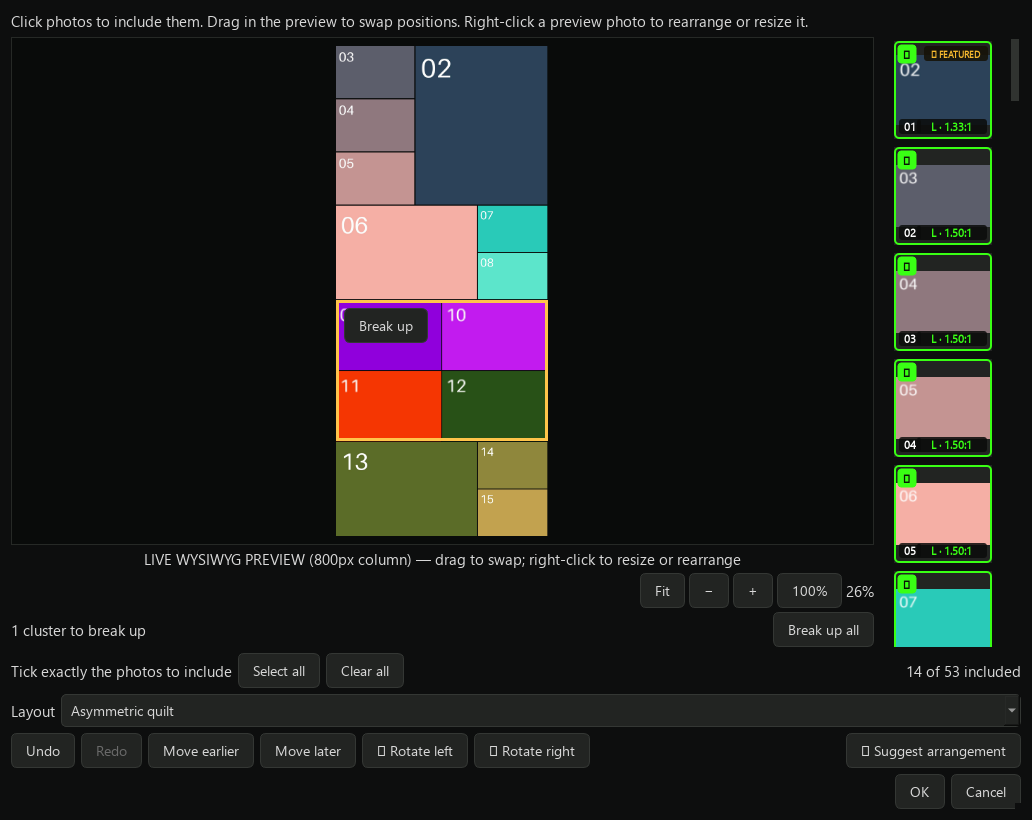 Click photos to include them. Drag in the preview to swap positions. Right-click a preview photo to rearrange or resize it.
03
02
04
05
06
07
08
Break up
10
11
12
13
14
15
FEATURED
02
01 L · 1.33:1
03
02 L · 1.50:1
04
03 L · 1.50:1
05
04 L · 1.50:1
06
05 L · 1.50:1
07
LIVE WYSIWYG PREVIEW (800px column) — drag to swap; right-click to resize or rearrange
Fit − + 100% 26%
1 cluster to break up Break up all
Tick exactly the photos to include Select all Clear all 14 of 53 included
Layout Asymmetric quilt
Undo Redo Move earlier Move later Rotate left Rotate right Suggest arrangement
OK Cancel